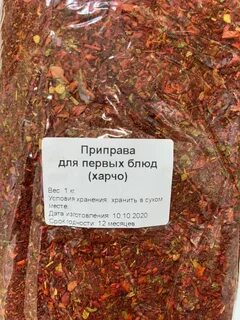 Приправа
для первых блюд
(харчо)
Вес: 1 кг
Условия хранения: хранить в сухом
месте.
Дата изготовления: 10.10.2020
Срок годности: 12 месяцев